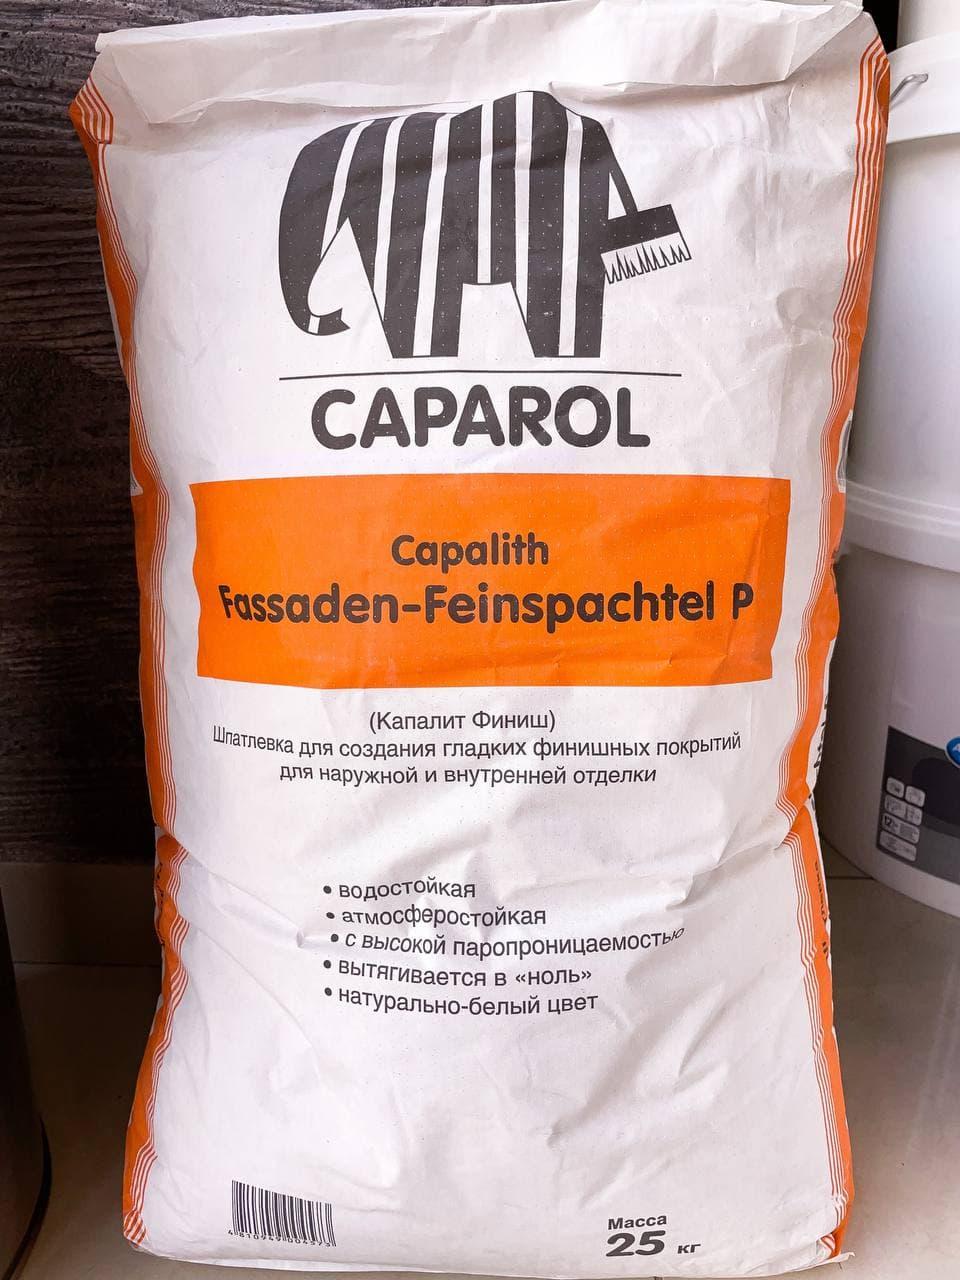 CAPAROL
Capalith
Fassaden-Feinspachtel P
(Капалит Финиш)
Шпатлевка для создания гладких финишных покрытий
для наружной и внутренней отделки
• водостойкая
• атмосферостойкая
• с высокой паропроницаемостью
• вытягивается в «ноль»
• натурально-белый цвет
Масса
25 кг